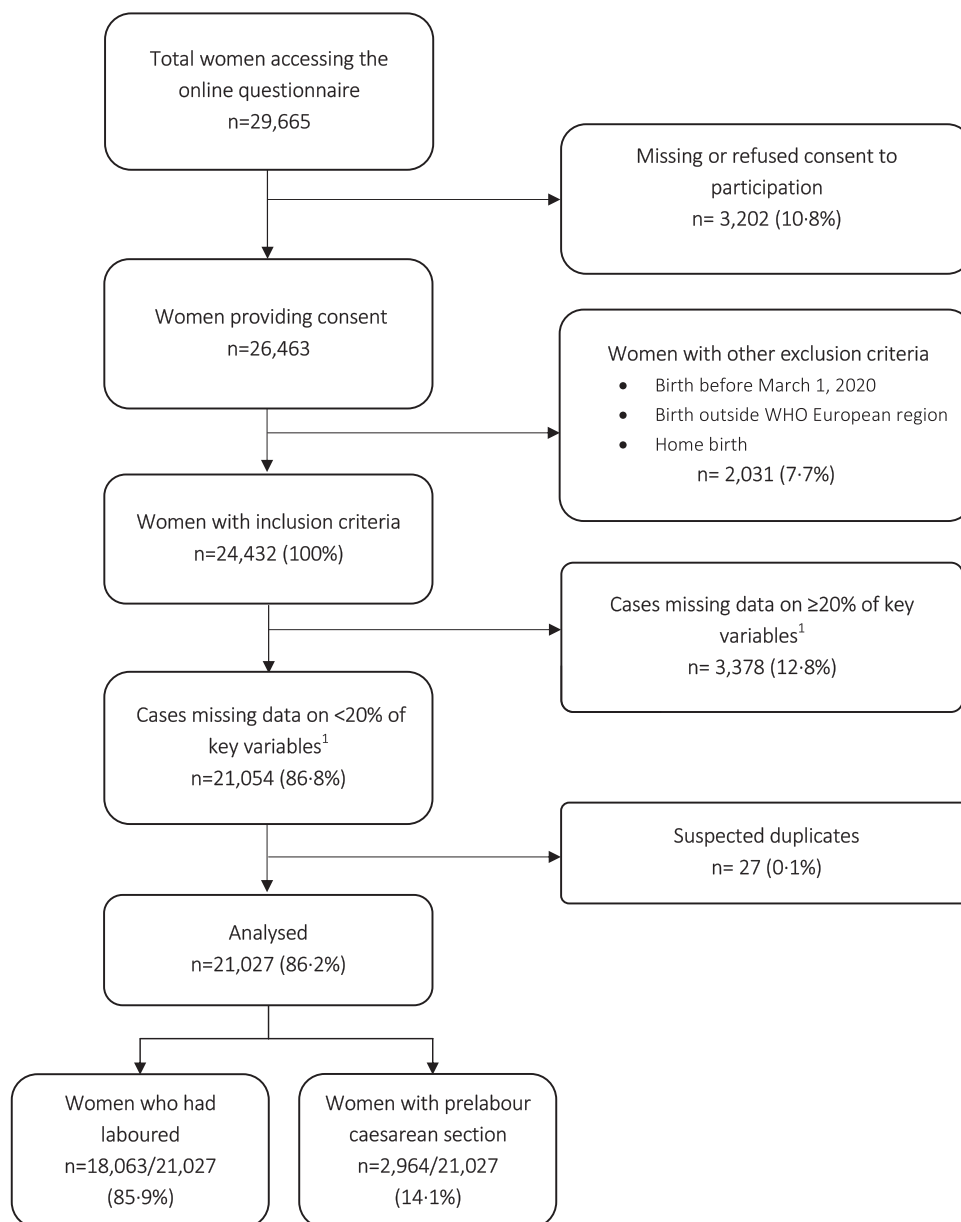 Total women accessing the
online questionnaire
n=29,665
Missing or refused consent to
participation
n= 3,202 (10·8%)
Women providing consent
n=26,463
Women with other exclusion criteria
• Birth before March 1, 2020
• Birth outside WHO European region
• Home birth
n= 2,031 (7·7%)
Women with inclusion criteria
n=24,432 (100%)
Cases missing data on ≥20% of key
variables¹
n= 3,378 (12·8%)
Cases missing data on <20% of
key variables¹
n=21,054 (86·8%)
Suspected duplicates
n= 27 (0·1%)
Analysed
n=21,027 (86·2%)
Women who had
laboured
n=18,063/21,027
(85·9%)
Women with prelabour
caesarean section
n=2,964/21,027
(14·1%)